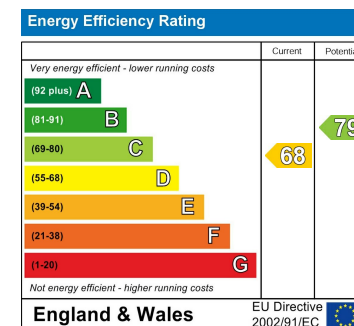 Energy Efficiency Rating
Current
Very energy efficient - lower running costs
(92 plus) A
(81-91) B
(69-80) C
(55-68) D
(39-54) E
(21-38) F
(1-20) G
68
79
Not energy efficient - higher running costs
England & Wales
EU Directive
2002/91/EC